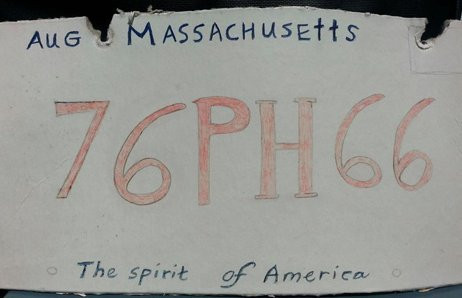 AUG MASSACHUSEttS
76PH66
The spirit of America